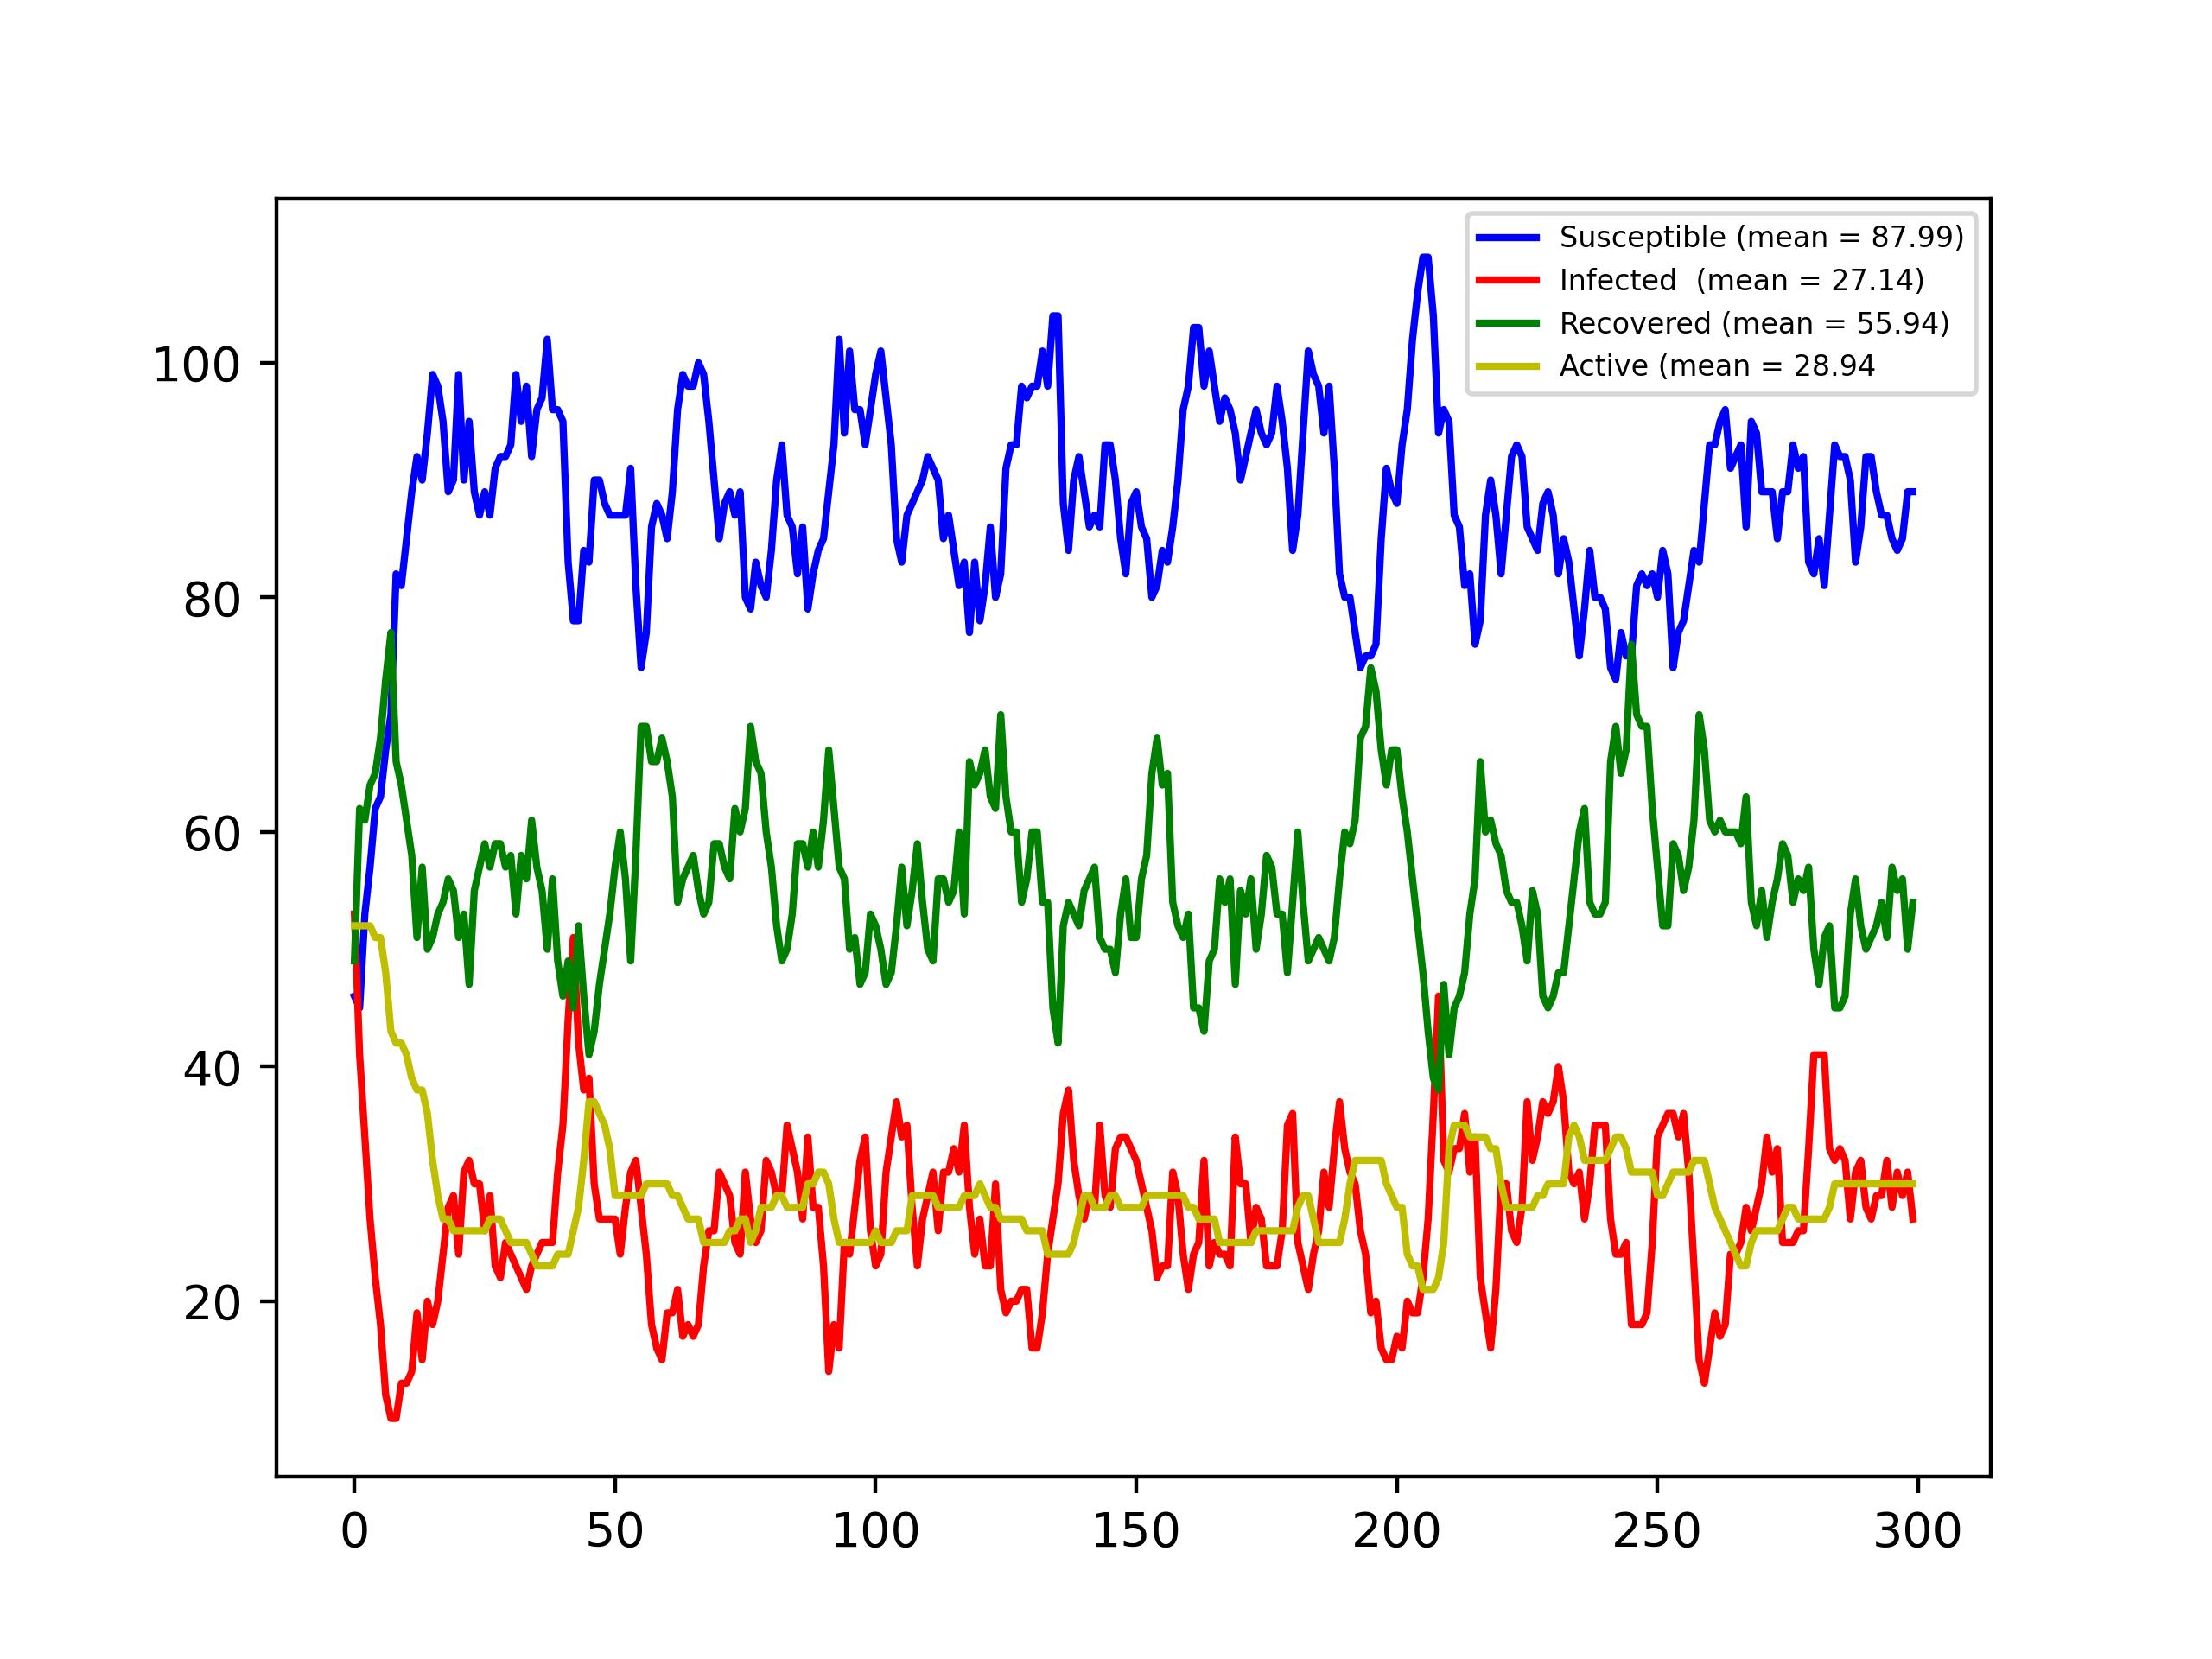 Susceptible (mean = 87.99)
Infected  (mean = 27.14)
Recovered (mean = 55.94)
Active (mean = 28.94
100
80
60
40
20
0 50 100 150 200 250 300